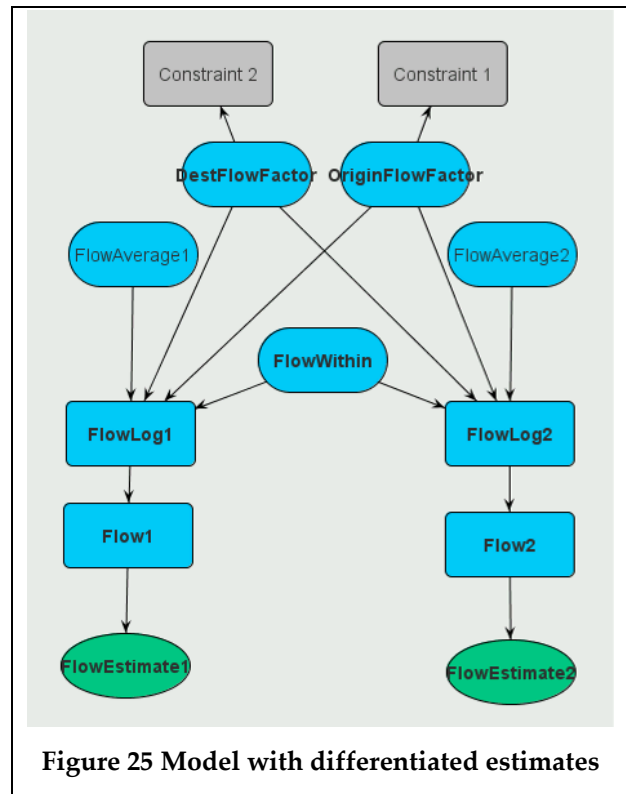 Constraint 2
Constraint 1
DestFlowFactor
OriginFlowFactor
FlowAverage1
FlowAverage2
FlowWithin
FlowLog1
FlowLog2
Flow1
Flow2
FlowEstimate1
FlowEstimate2
Figure 25 Model with differentiated estimates